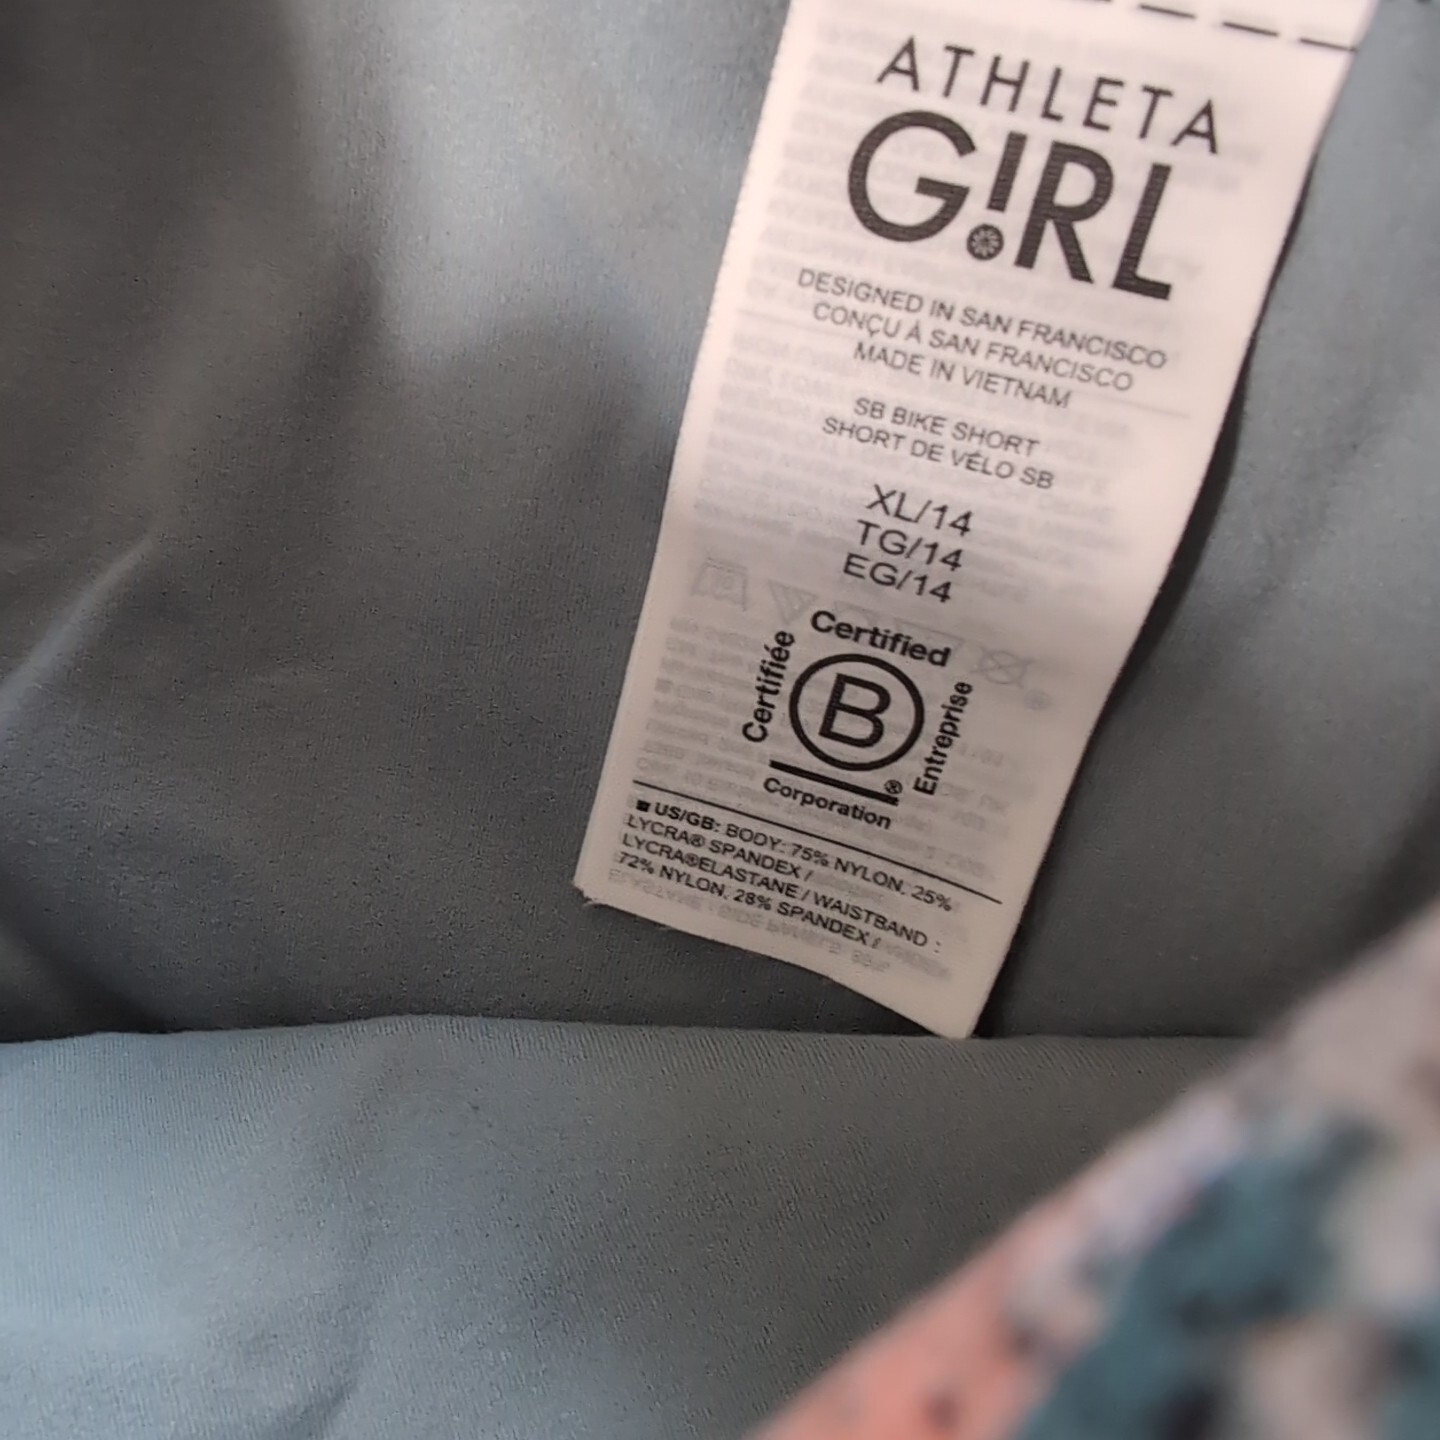 ATHLETA
G!RL
DESIGNED IN SAN FRANCISCO
CONÇU À SAN FRANCISCO
MADE IN VIETNAM
SB BIKE SHORT
SHORT DE VÉLO SB
XL/14
TG/14
EG/14
Certified
Certifiée
B
Entreprise
®
Corporation
■ US/GB: BODY: 75% NYLON, 25%
LYCRA® SPANDEX /
LYCRA®ELASTANE / WAISTBAND :
72% NYLON, 28% SPANDEX /